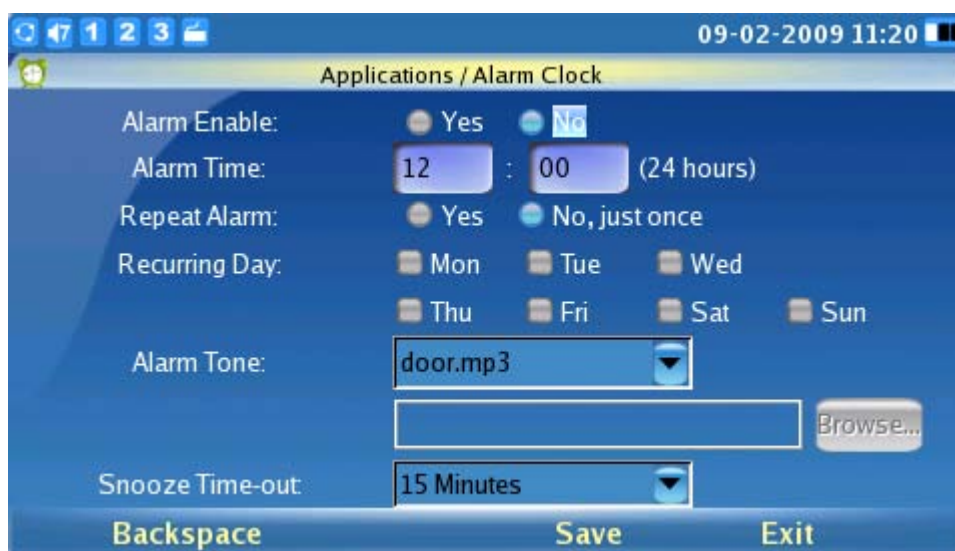 7 1 2 3 09-02-2009 11:20
Applications / Alarm Clock
Alarm Enable: Yes No
Alarm Time: 12 : 00 (24 hours)
Repeat Alarm: Yes No, just once
Recurring Day: Mon Tue Wed
Thu Fri Sat Sun
Alarm Tone: door.mp3
Browse...
Snooze Time-out: 15 Minutes
Backspace Save Exit